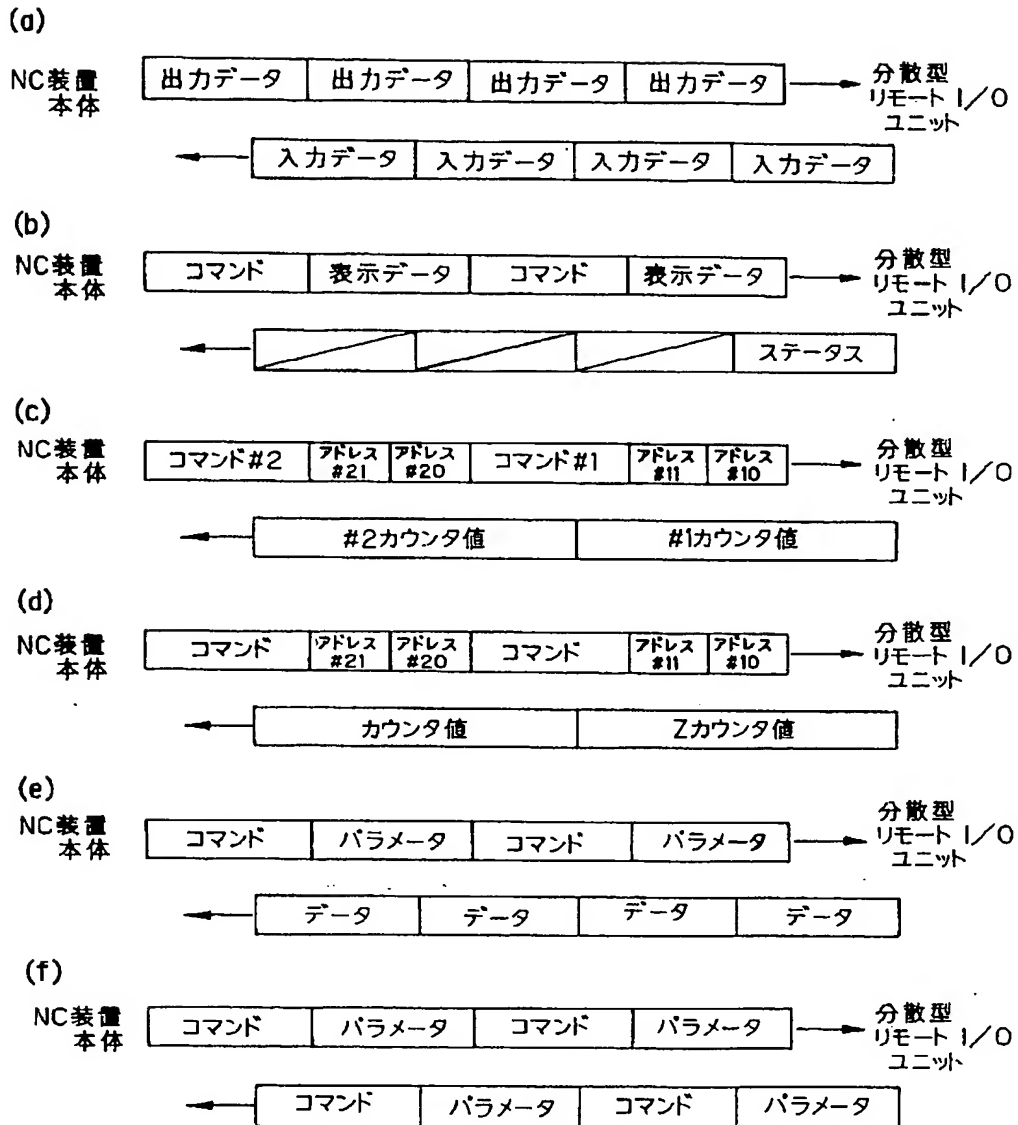 (a)
NC装置
本体
出力データ 出力データ 出力データ 出力データ
分散型
リモート I/O
ユニット
入力データ 入力データ 入力データ 入力データ
(b)
NC装置
本体
コマンド 表示データ コマンド 表示データ
分散型
リモート I/O
ユニット
ステータス
(c)
NC装置
本体
コマンド#2 アドレス #21 アドレス #20 コマンド#1 アドレス #11 アドレス #10
分散型
リモート I/O
ユニット
#2カウンタ値 #1カウンタ値
(d)
NC装置
本体
コマンド アドレス #21 アドレス #20 コマンド アドレス #11 アドレス #10
分散型
リモート I/O
ユニット
カウンタ値 Zカウンタ値
(e)
NC装置
本体
コマンド パラメータ コマンド パラメータ
分散型
リモート I/O
ユニット
データ データ データ データ
(f)
NC装置
本体
コマンド パラメータ コマンド パラメータ
分散型
リモート I/O
ユニット
コマンド パラメータ コマンド パラメータ